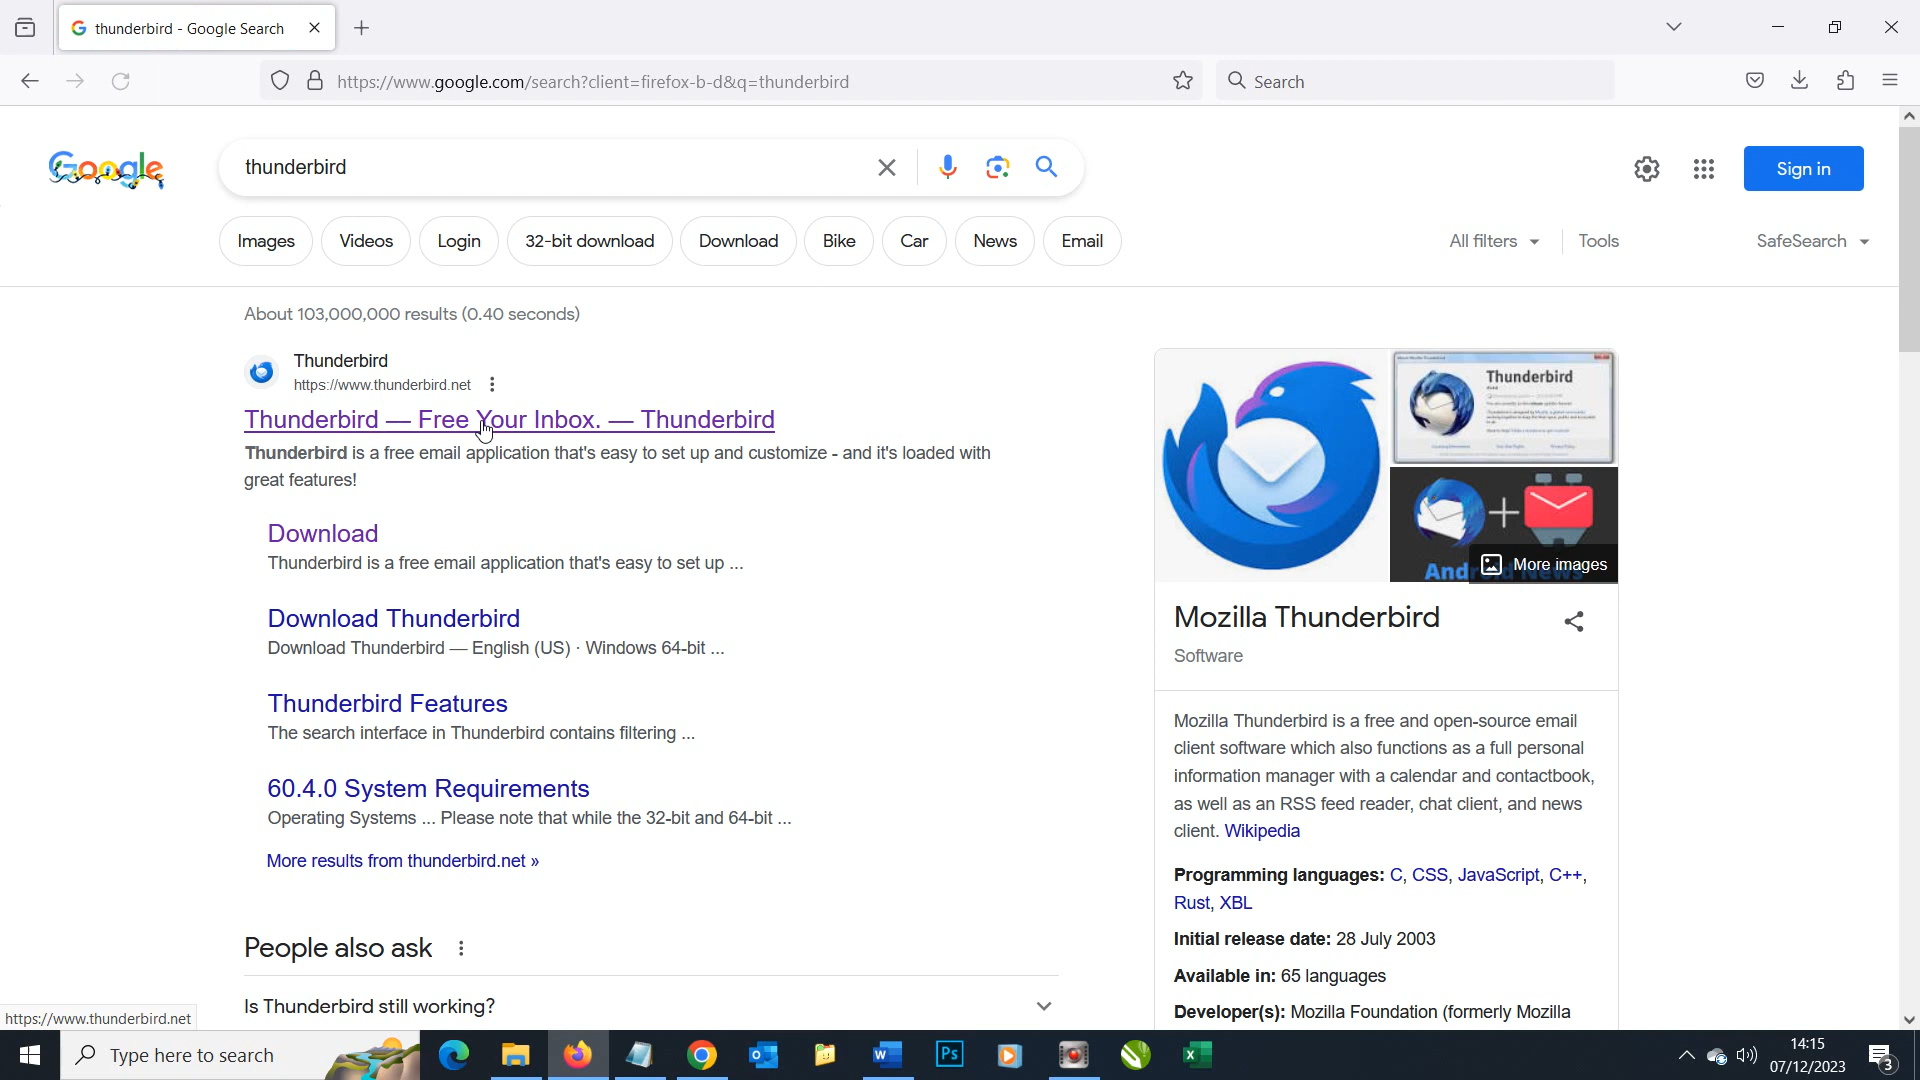 thunderbird - Google Search
https://www.google.com/search?client=firefox-b-d&q=thunderbird
Search
Google
thunderbird
Sign in
Images
Videos
Login
32-bit download
Download
Bike
Car
News
Email
All filters
Tools
SafeSearch
About 103,000,000 results (0.40 seconds)
Thunderbird
https://www.thunderbird.net
Thunderbird — Free Your Inbox. — Thunderbird
Thunderbird is a free email application that's easy to set up and customize - and it's loaded with
great features!
Download
Thunderbird is a free email application that's easy to set up ...
Download Thunderbird
Download Thunderbird — English (US) · Windows 64-bit ...
Thunderbird Features
The search interface in Thunderbird contains filtering ...
60.4.0 System Requirements
Operating Systems ... Please note that while the 32-bit and 64-bit ...
More results from thunderbird.net »
People also ask
Is Thunderbird still working?
Thunderbird
More images
Mozilla Thunderbird
Software
Mozilla Thunderbird is a free and open-source email
client software which also functions as a full personal
information manager with a calendar and contactbook,
as well as an RSS feed reader, chat client, and news
client. Wikipedia
Programming languages: C, CSS, JavaScript, C++,
Rust, XBL
Initial release date: 28 July 2003
Available in: 65 languages
Developer(s): Mozilla Foundation (formerly Mozilla
https://www.thunderbird.net
Type here to search
Ps
14:15
07/12/2023
3